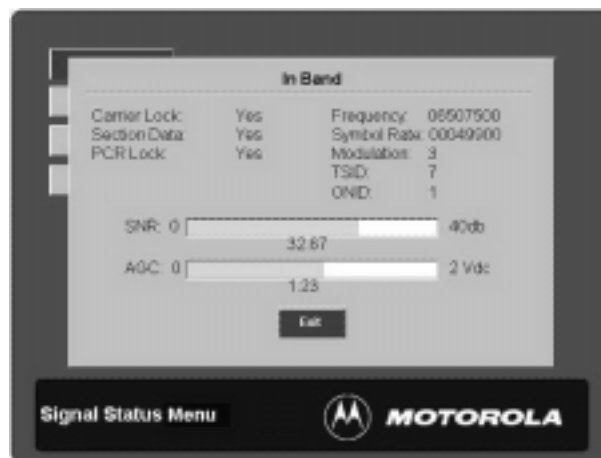 In Band
Carrier Lock: Yes
Section Data: Yes
PCR Lock: Yes
Frequency: 06507500
Symbol Rate: 00049900
Modulation: 3
TSID: 7
ONID: 1
SNR: 0 40db
32.67
AGC: 0 2 Vdc
1.23
Exit
Signal Status Menu
MOTOROLA